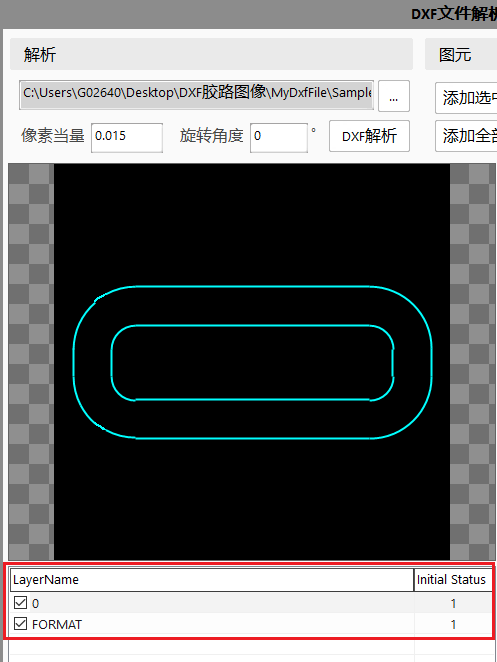 DXF文件解析
解析
图元
C:\Users\G02640\Desktop\DXF胶路图像\MyDxfFile\Sample
...
添加选中
像素当量 0.015 旋转角度 0 ° DXF解析
添加全部
LayerName Initial Status
0 1
FORMAT 1